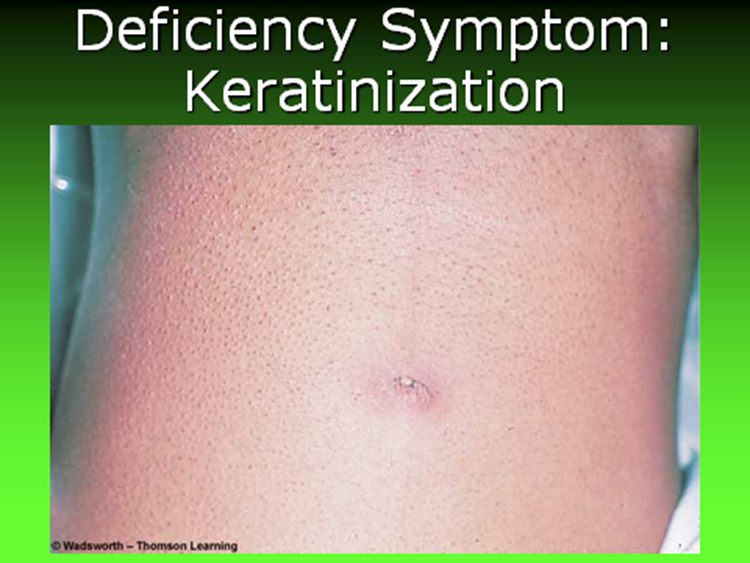 Deficiency Symptom:
Keratinization
© Wadsworth – Thomson Learning